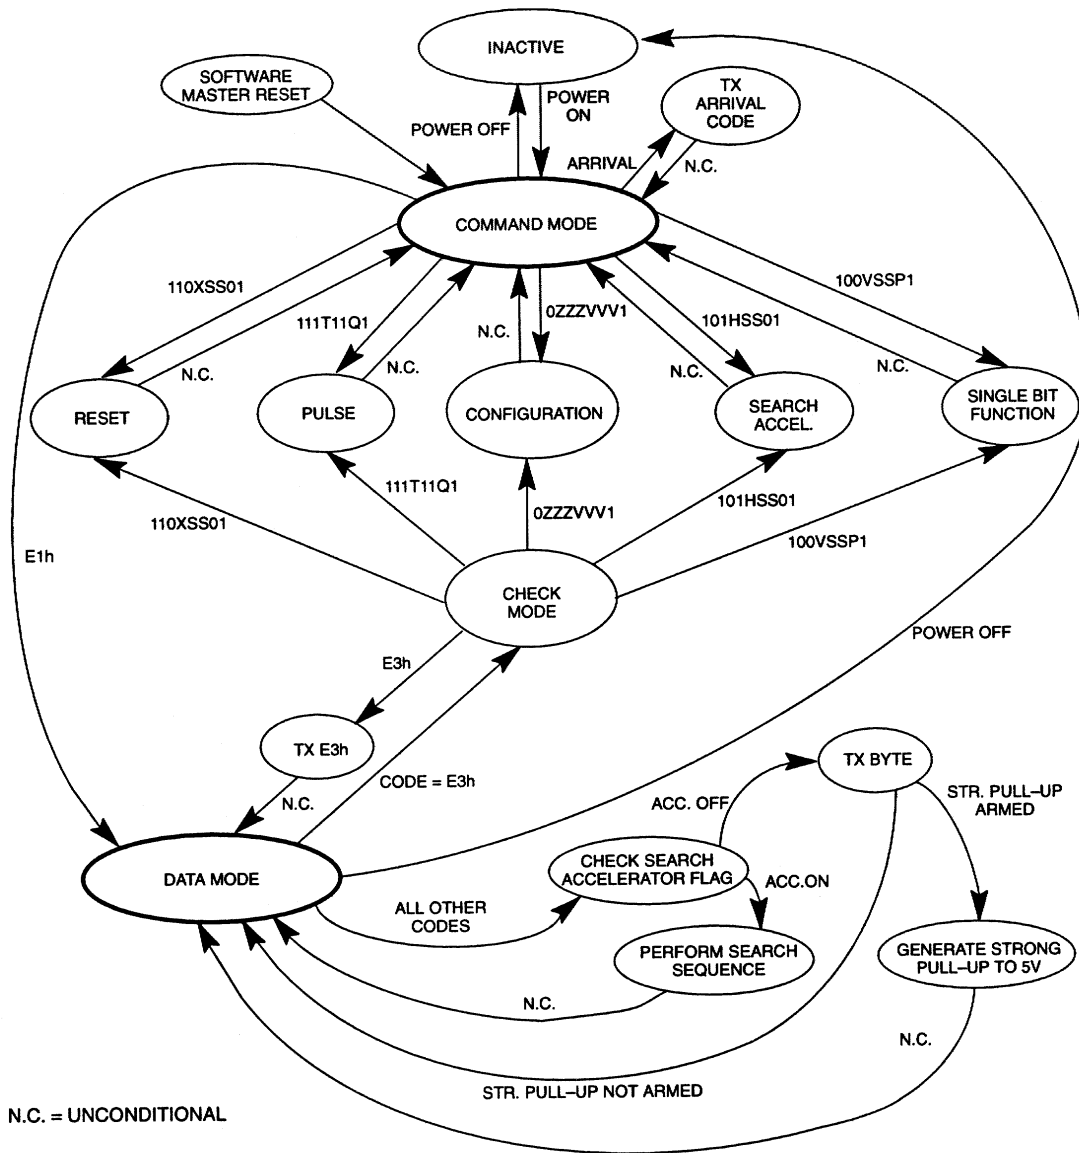 INACTIVE
SOFTWARE
MASTER RESET
TX
ARRIVAL
CODE
POWER
ON
POWER OFF
ARRIVAL
N.C.
COMMAND MODE
110XSS01
111T11Q1
N.C.
0ZZZVVV1
101HSS01
100VSSP1
N.C.
N.C.
N.C.
N.C.
RESET
PULSE
CONFIGURATION
SEARCH
ACCEL.
SINGLE BIT
FUNCTION
110XSS01
111T11Q1
0ZZZVVV1
101HSS01
100VSSP1
E1h
CHECK
MODE
POWER OFF
E3h
TX E3h
CODE = E3h
N.C.
TX BYTE
ACC. OFF
STR. PULL–UP
ARMED
DATA MODE
CHECK SEARCH
ACCELERATOR FLAG
ACC.ON
ALL OTHER
CODES
PERFORM SEARCH
SEQUENCE
GENERATE STRONG
PULL–UP TO 5V
N.C.
N.C.
STR. PULL–UP NOT ARMED
N.C. = UNCONDITIONAL